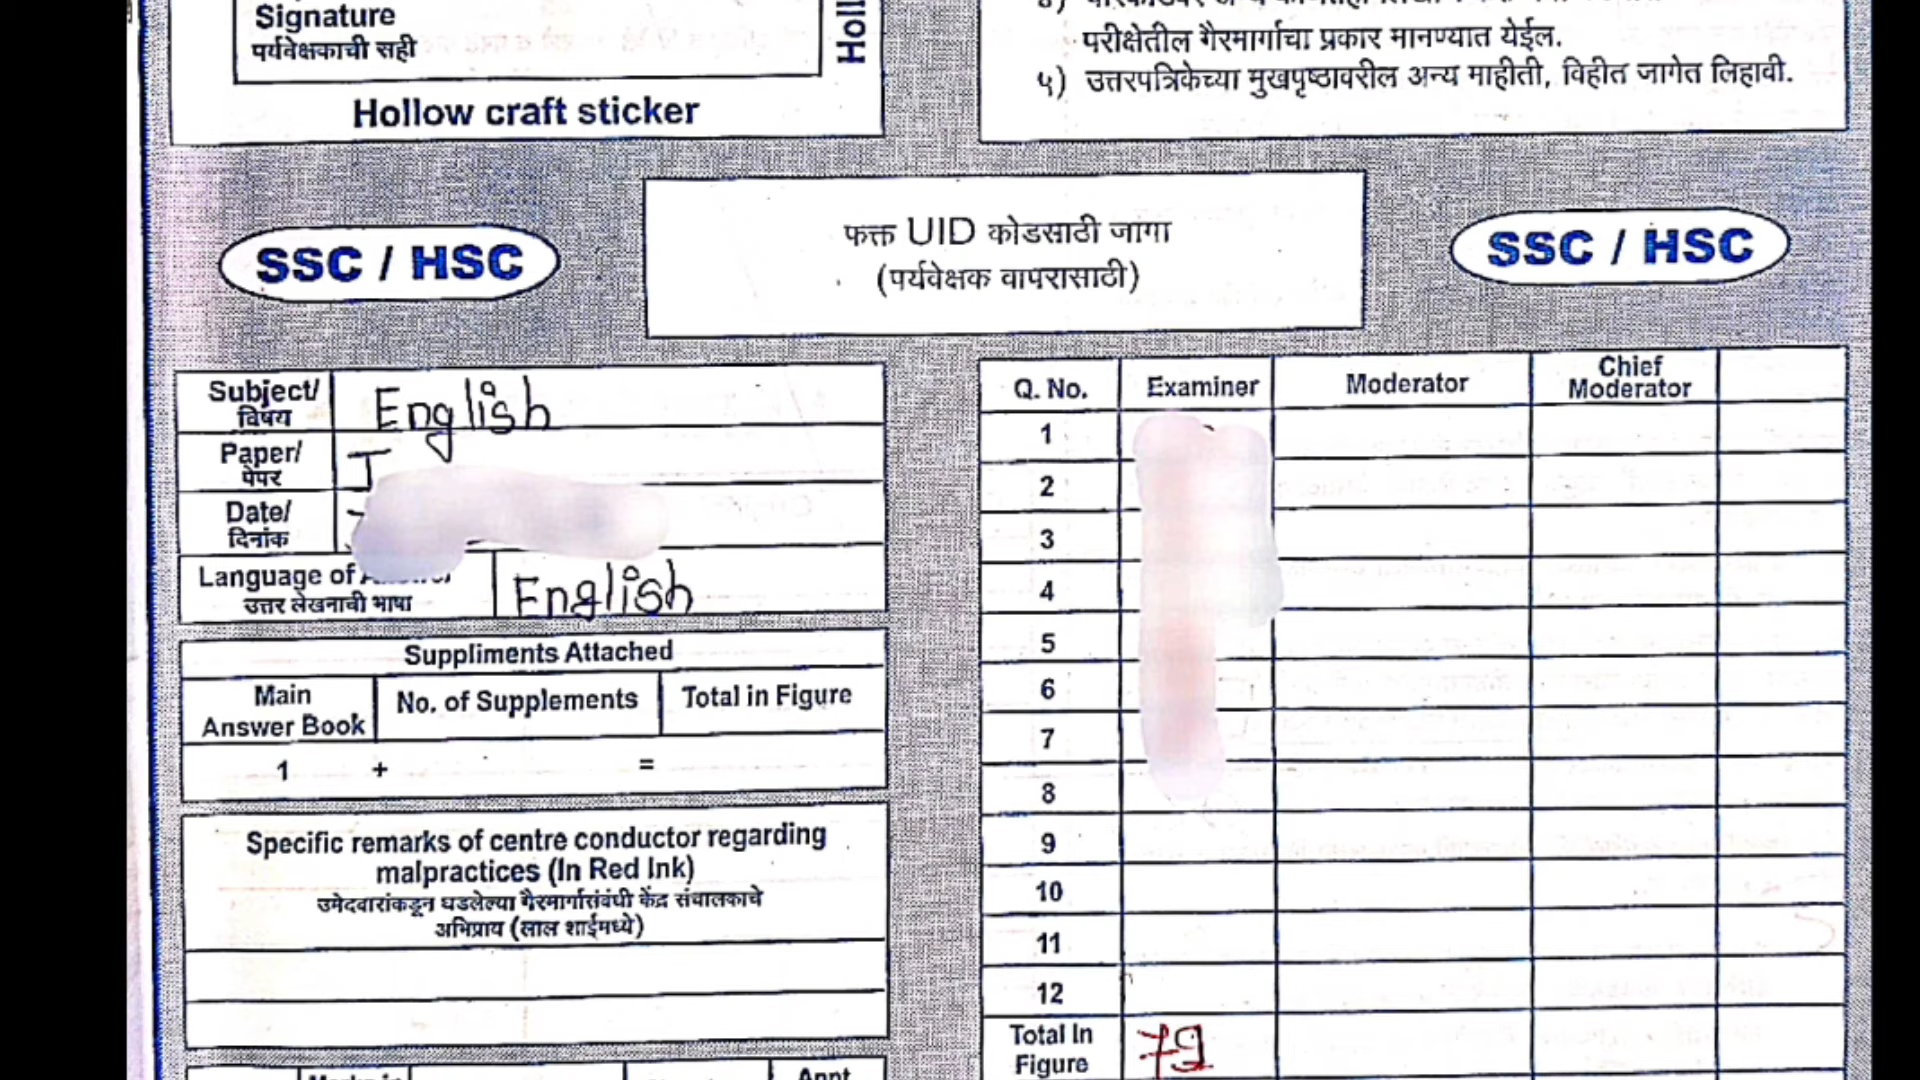 Signature
पर्यवेक्षकाची सही
Hollow craft sticker
परीक्षेतील गैरमार्गाचा प्रकार मानण्यात येईल.
५) उत्तरपत्रिकेच्या मुखपृष्ठावरील अन्य माहीती, विहीत जागेत लिहावी.
SSC / HSC
फक्त UID कोडसाठी जागा
(पर्यवेक्षक वापरासाठी)
SSC / HSC
Subject/ English
विषय
Paper/ I
पेपर
Date/
दिनांक
Language of English
उत्तर लेखनाची भाषा
Suppliments Attached
Main Answer Book No. of Supplements Total in Figure
1 + =
Specific remarks of centre conductor regarding
malpractices (In Red Ink)
उमेदवारांकडून घडलेल्या गैरमार्गासंबंधी केंद्र संचालकाचे
अभिप्राय (लाल शाईमध्ये)
Q. No. Examiner Moderator Chief Moderator
1
2
3
4
5
6
7
8
9
10
11
12
Total In Figure 79